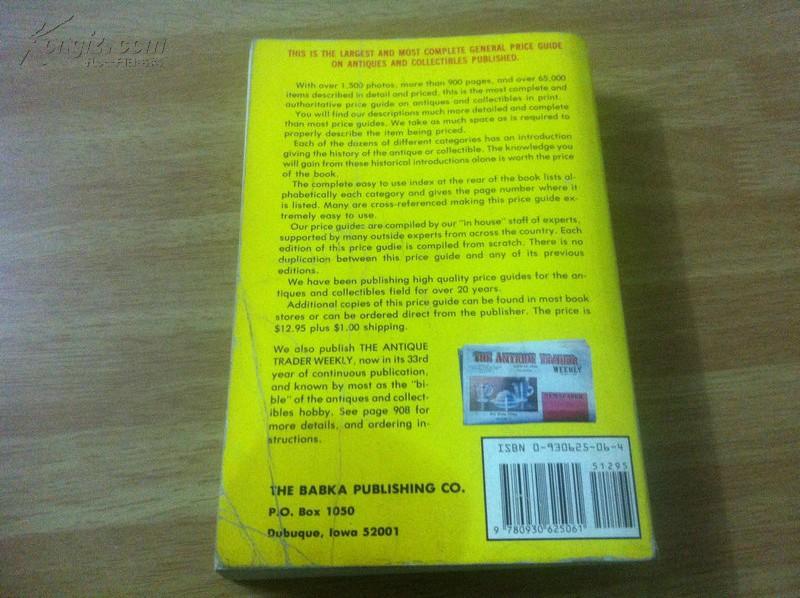 Kongfz.com
THIS IS THE LARGEST AND MOST COMPLETE GENERAL PRICE GUIDE
ON ANTIQUES AND COLLECTIBLES PUBLISHED.
With over 1,500 photos, more than 900 pages, and over 65,000
items described in detail and priced, this is the most complete and
authoritative price guide on antiques and collectibles in print.
You will find our descriptions much more detailed and complete
than most price guides. We take as much space as is required to
properly describe the item being priced.
Each of the dozens of different categories has an introduction
giving the history of the antique or collectible. The knowledge you
will gain from these historical introductions alone is worth the price
of the book.
The complete easy to use index at the rear of the book lists al-
phabetically each category and gives the page number where it
is listed. Many are cross-referenced making this price guide ex-
tremely easy to use.
Our price guides are compiled by our "in house" staff of experts,
supported by many outside experts from across the country. Each
edition of this price gudie is compiled from scratch. There is no
duplication between this price guide and any of its previous
editions.
We have been publishing high quality price guides for the an-
tiques and collectibles field for over 20 years.
Additional copies of this price guide can be found in most book
stores or can be ordered direct from the publisher. The price is
$12.95 plus $1.00 shipping.
We also publish THE ANTIQUE
TRADER WEEKLY, now in its 33rd
year of continuous publication,
and known by most as the "bi-
ble" of the antiques and collect-
ibles hobby. See page 908 for
more details, and ordering in-
structions.
THE ANTIQUE TRADER
WEEKLY
ISBN 0-930625-06-4
51295
9 780930 625061
THE BABKA PUBLISHING CO.
P.O. Box 1050
Dubuque, Iowa 52001